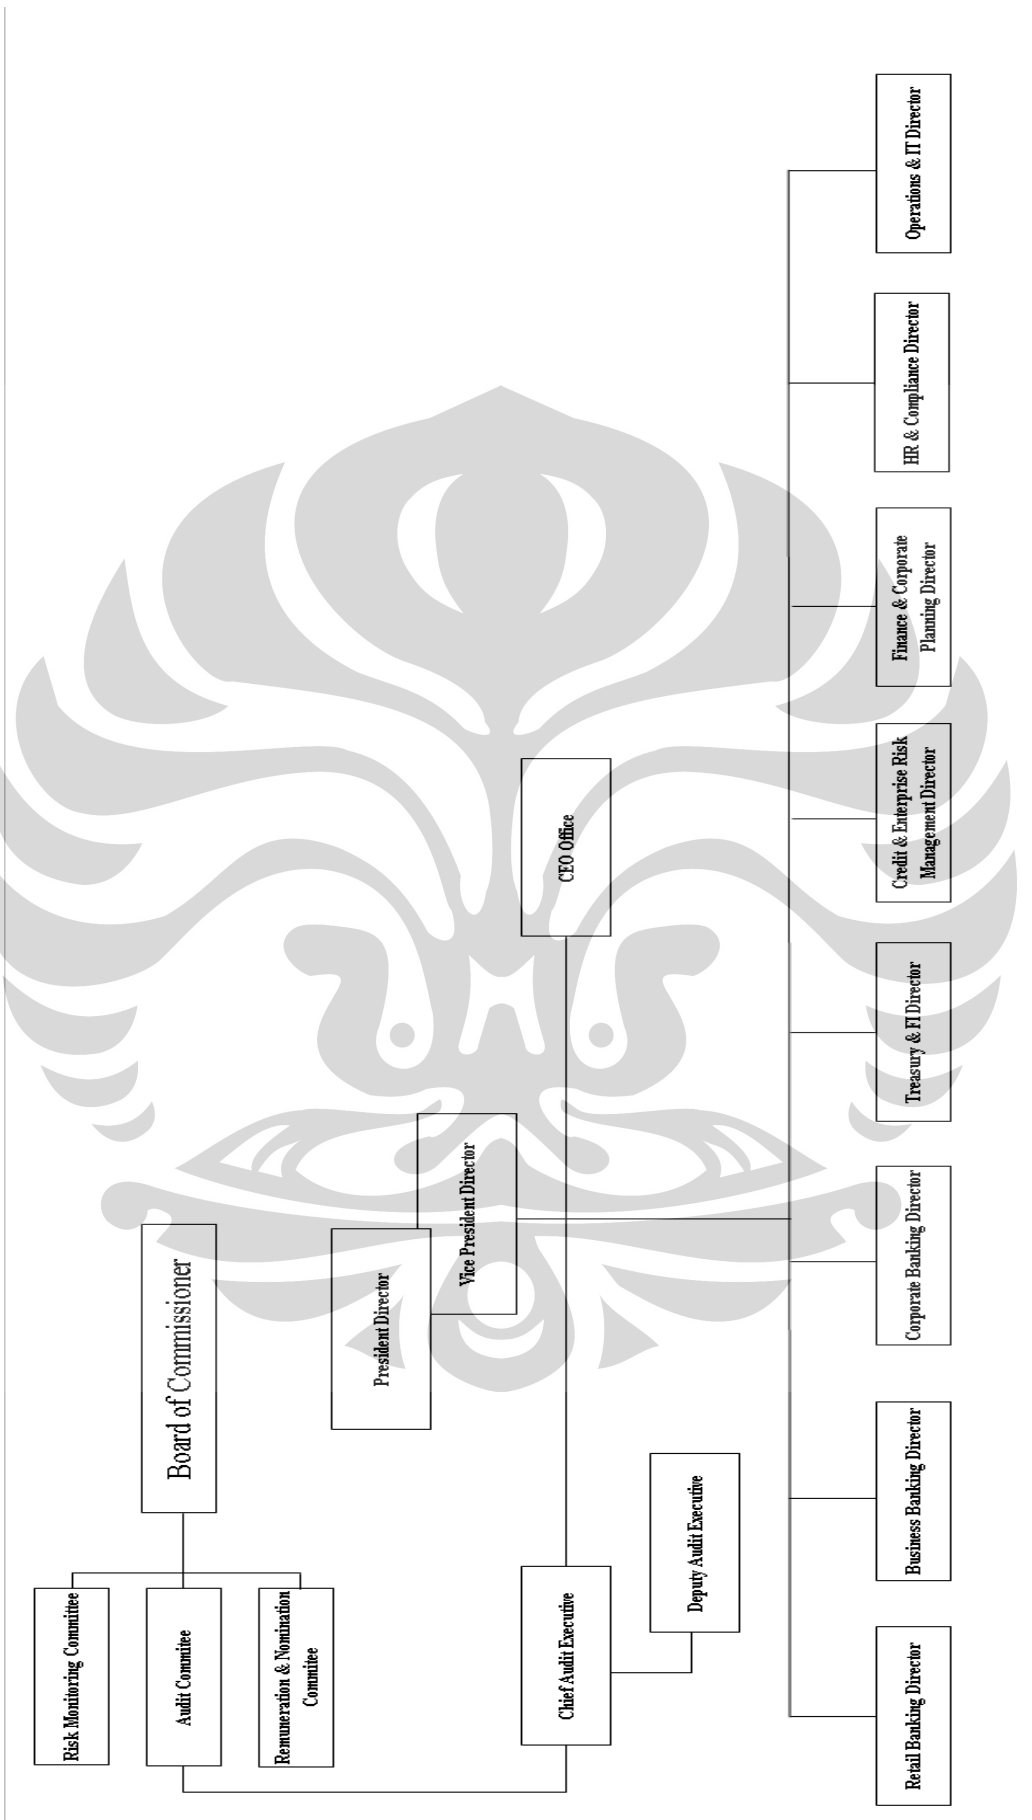 Board of Commissioner
Risk Monitoring Committee
Audit Commitee
Remuneration & Nomination
Commitee
President Director
Vice President Director
Chief Audit Executive
CEO Office
Deputy Audit Executive
Retail Banking Director
Business Banking Director
Corporate Banking Director
Treasury & FI Director
Credit & Enterprise Risk
Management Director
Finance & Corporate
Planning Director
HR & Compliance Director
Operations & IT Director